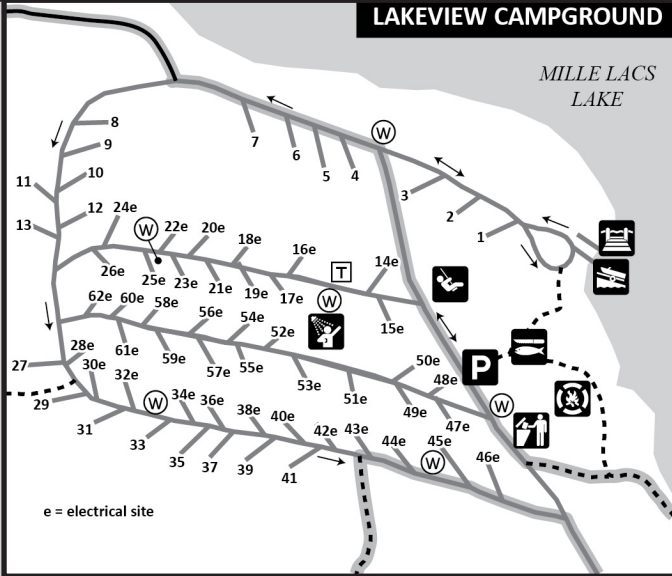 LAKEVIEW CAMPGROUND
MILLE LACS
LAKE
8
9
10
11
12
13
7
6
5
4
W
3
2
1
24e
W
22e
20e
18e
16e
T
14e
26e
25e
23e
21e
19e
17e
W
15e
62e
60e
58e
56e
54e
52e
61e
59e
57e
55e
53e
51e
50e
48e
49e
47e
W
P
27
28e
30e
32e
29
31
W
33
34e
36e
35
37
38e
39
40e
41
42e
43e
44e
45e
W
46e
e = electrical site